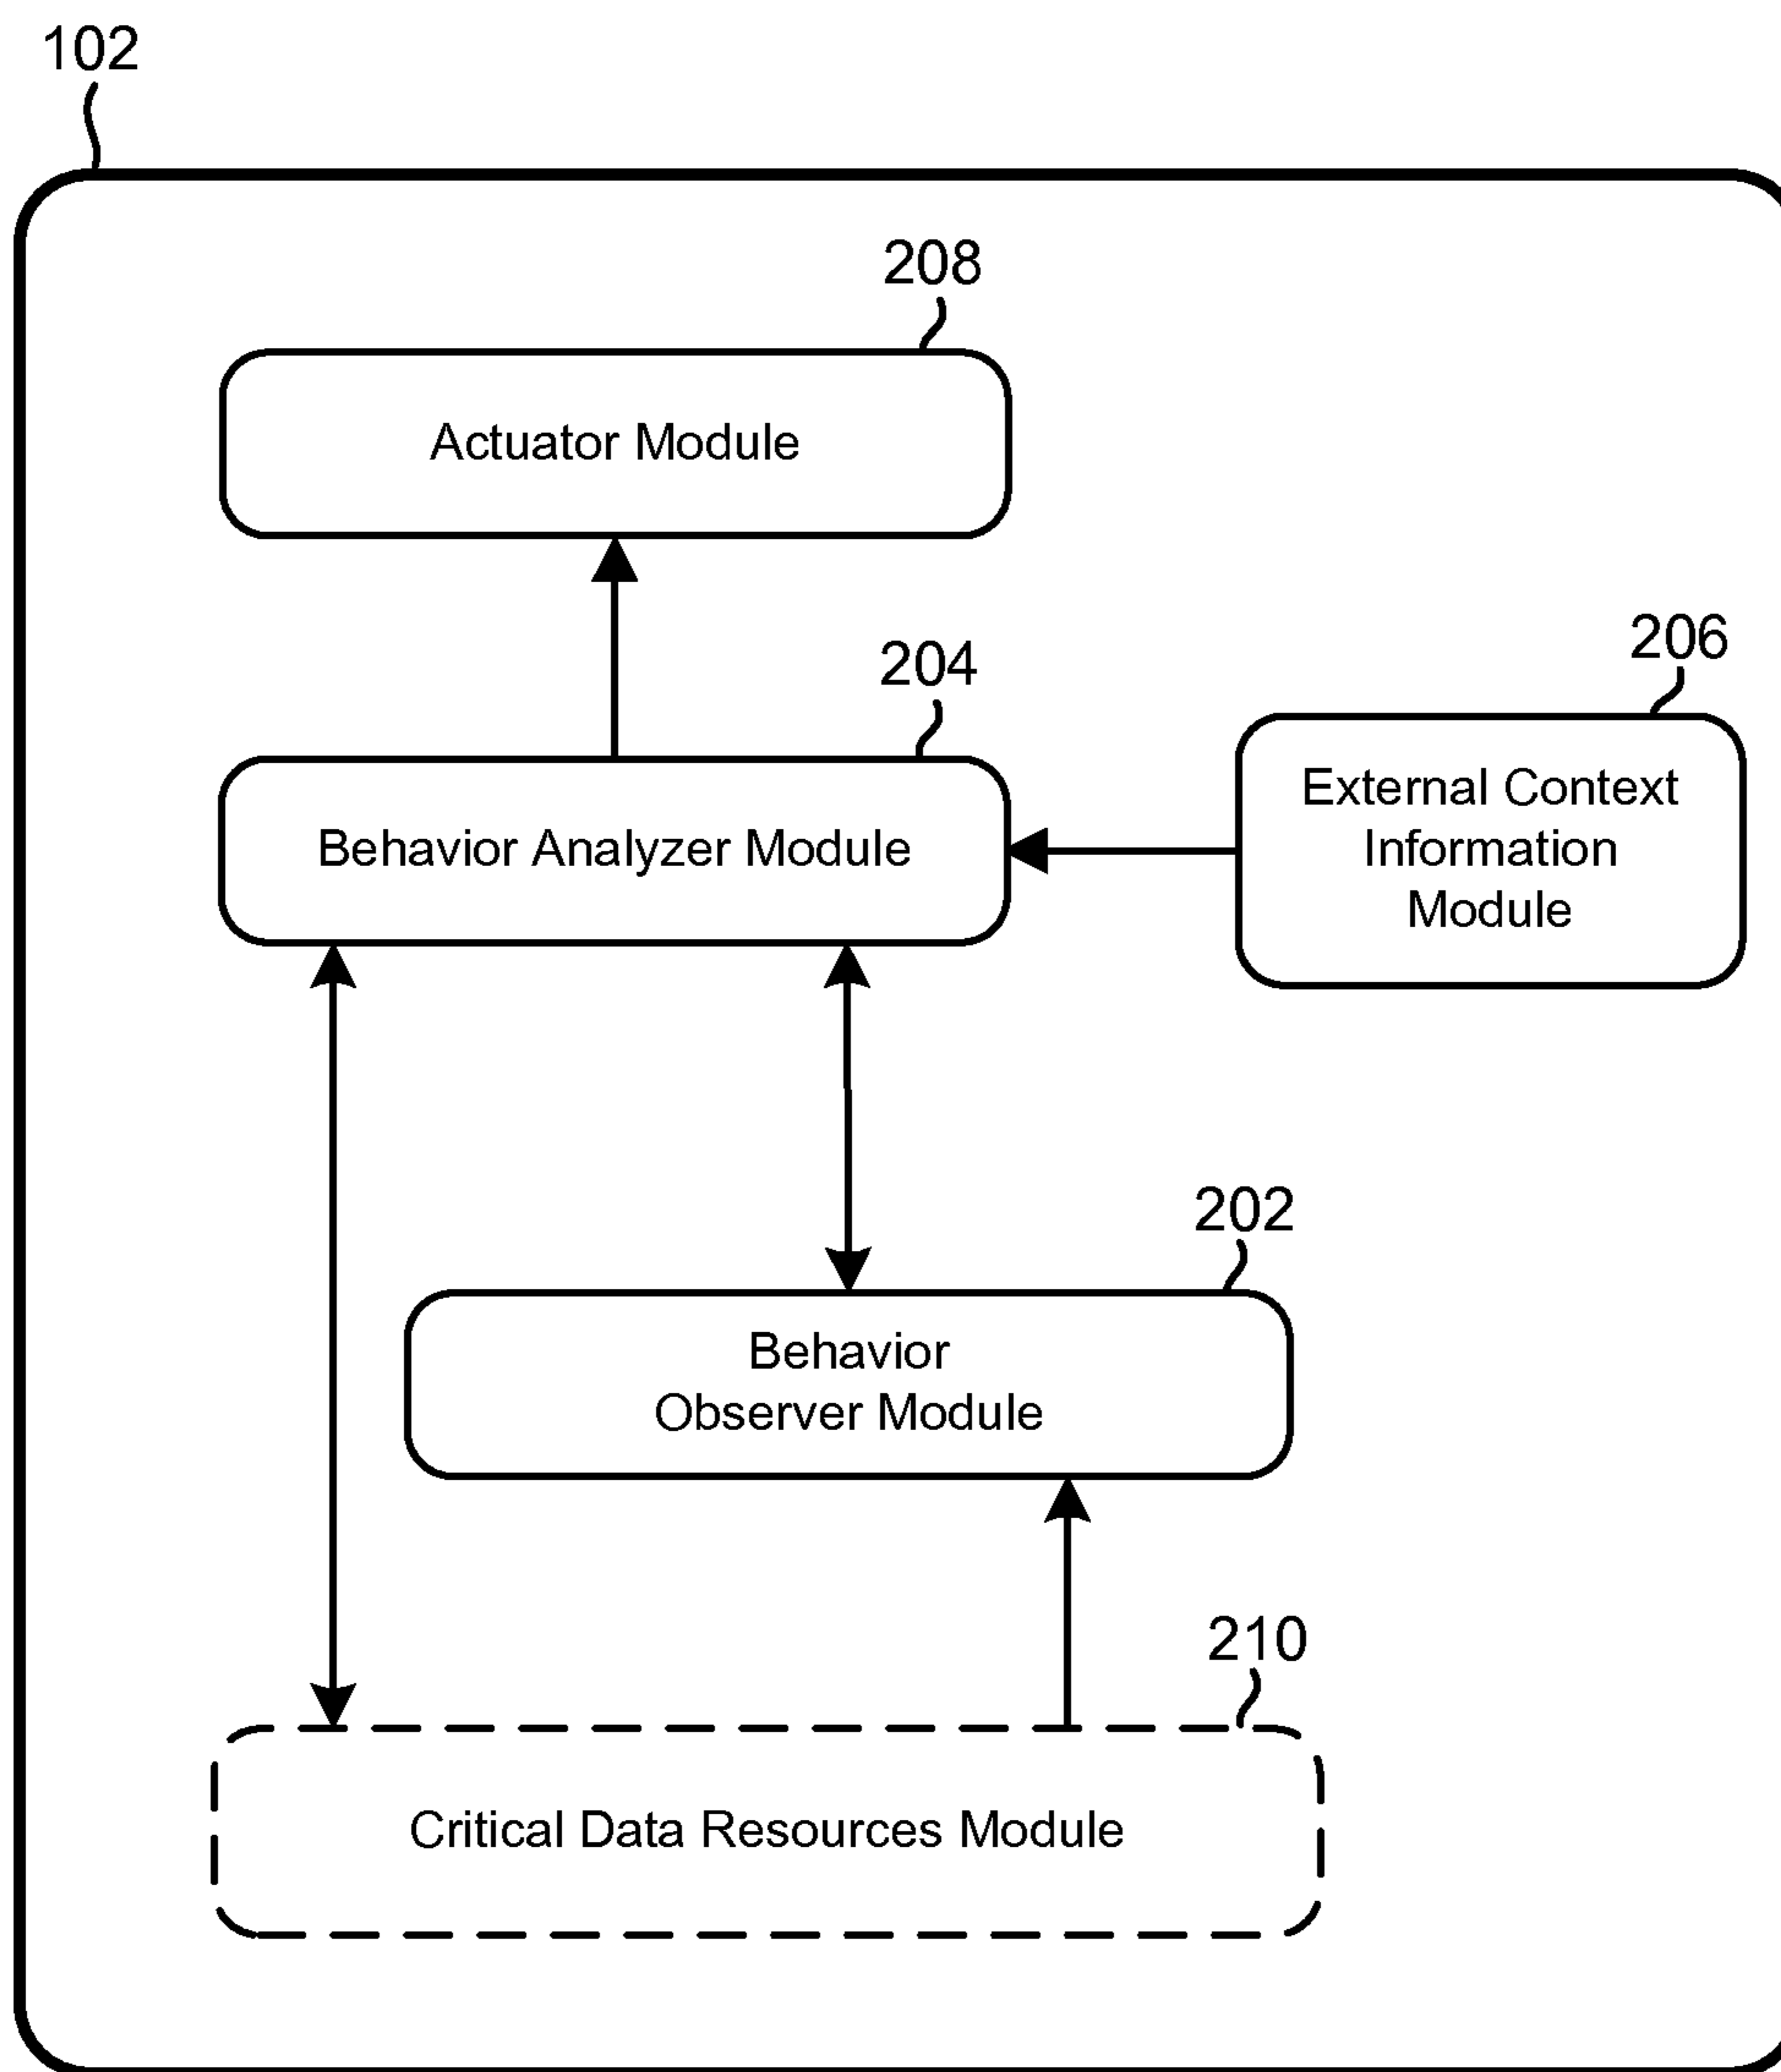 102
208
Actuator Module
204
Behavior Analyzer Module
206
External Context
Information
Module
202
Behavior
Observer Module
210
Critical Data Resources Module